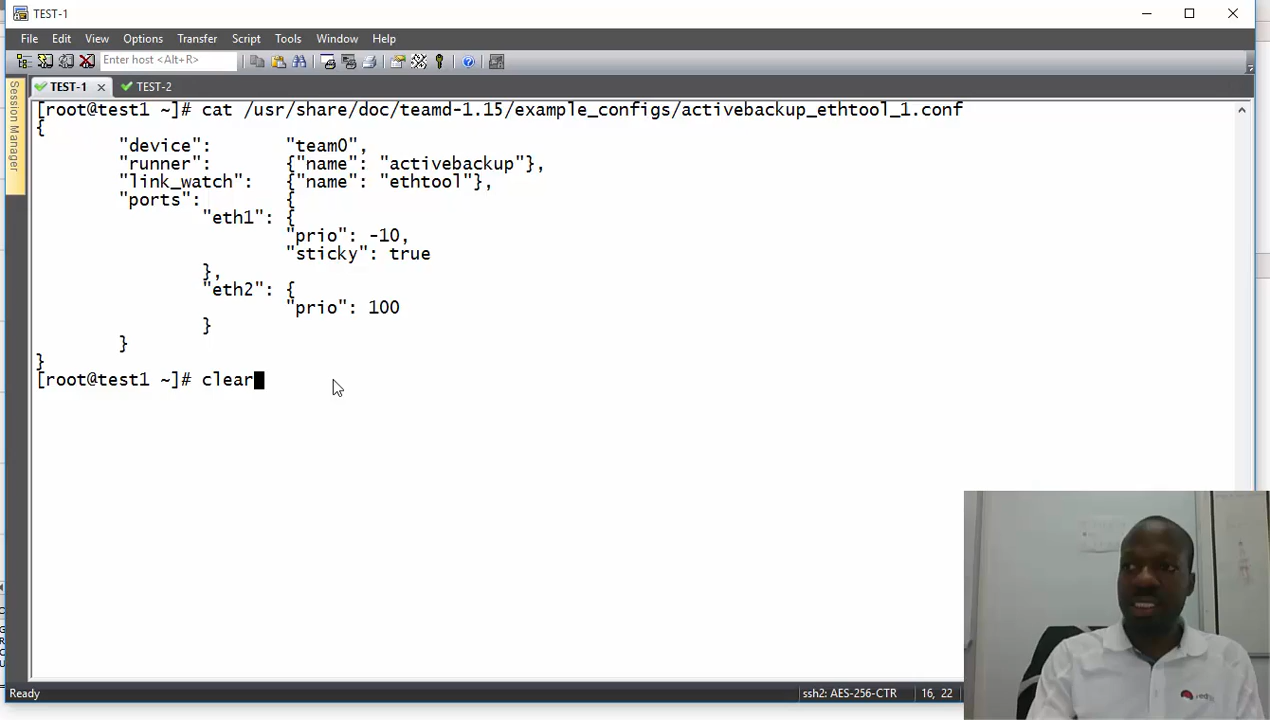 TEST-1
File Edit View Options Transfer Script Tools Window Help
Enter host <Alt+R>
TEST-1 TEST-2
Session Manager
[root@test1 ~]# cat /usr/share/doc/teamd-1.15/example_configs/activebackup_ethtool_1.conf
{
"device": "team0",
"runner": {"name": "activebackup"},
"link_watch": {"name": "ethtool"},
"ports": {
"eth1": {
"prio": -10,
"sticky": true
},
"eth2": {
"prio": 100
}
}
}
[root@test1 ~]# clear
Ready ssh2: AES-256-CTR 16, 22